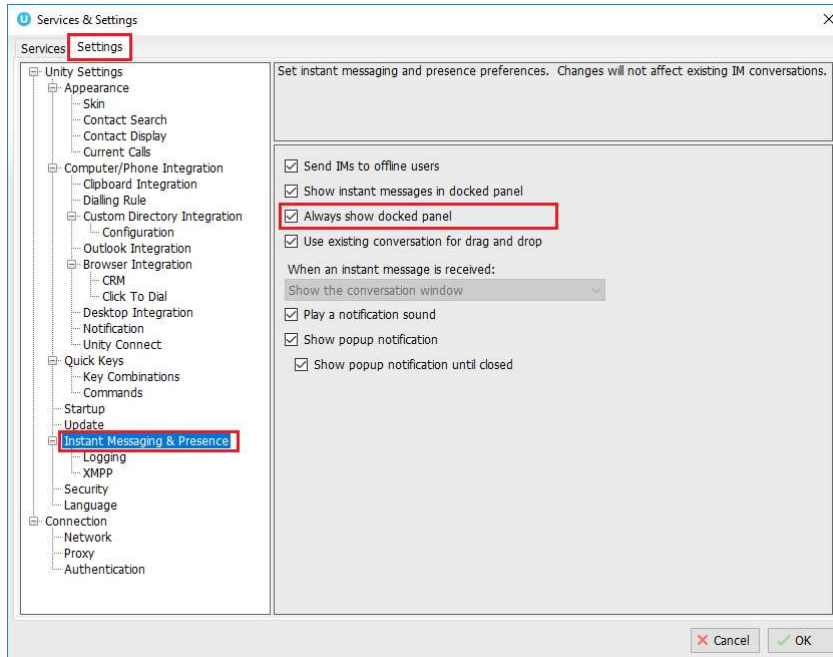 Services & Settings
Services
Settings
Unity Settings
Appearance
Skin
Contact Search
Contact Display
Current Calls
Computer/Phone Integration
Clipboard Integration
Dialling Rule
Custom Directory Integration
Configuration
Outlook Integration
Browser Integration
CRM
Click To Dial
Desktop Integration
Notification
Unity Connect
Quick Keys
Key Combinations
Commands
Startup
Update
Instant Messaging & Presence
Logging
XMPP
Security
Language
Connection
Network
Proxy
Authentication
Set instant messaging and presence preferences. Changes will not affect existing IM conversations.
Send IMs to offline users
Show instant messages in docked panel
Always show docked panel
Use existing conversation for drag and drop
When an instant message is received:
Show the conversation window
Play a notification sound
Show popup notification
Show popup notification until closed
Cancel
OK